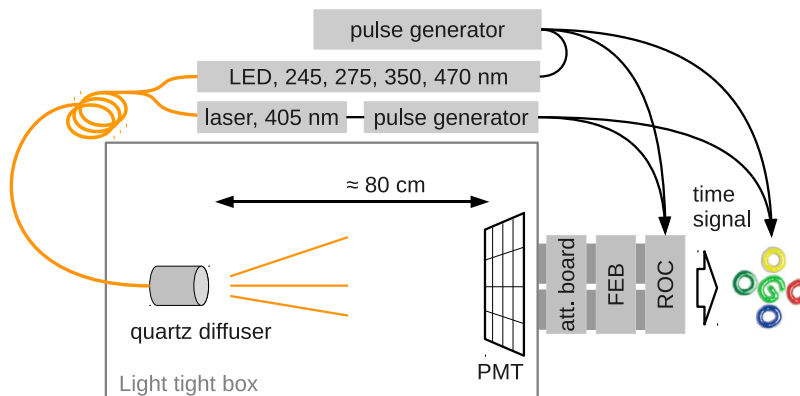 pulse generator
LED, 245, 275, 350, 470 nm
laser, 405 nm
pulse generator
≈ 80 cm
time
signal
att. board
FEB
ROC
quartz diffuser
PMT
Light tight box